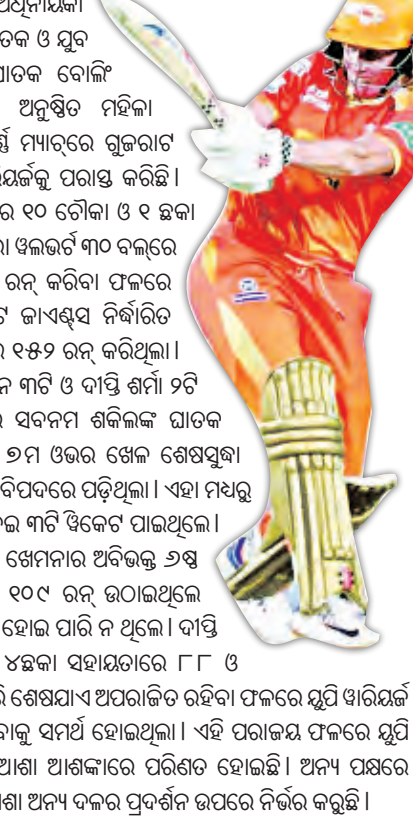 ଅଧିନାୟିକା
ତକ ଓ ଯୁବ
ଘାତକ ବୋଲିଂ
ଅନୁଷ୍ଠିତ ମହିଳା
ର୍ଣ୍ଣ ମ୍ୟାଚ୍‌ରେ ଗୁଜରାଟ
ରିୟର୍ଜକୁ ପରାସ୍ତ କରିଛି।
ର ୧୦ ଚୌକା ଓ ୧ ଛକା
ରା ୱଲଭର୍ଟ ୩୦ ବଲ୍‌ରେ
ରନ୍ କରିବା ଫଳରେ
ଟ ଜାଏଣ୍ଟ୍ସ ନିର୍ଦ୍ଧାରିତ
ର ୧୫୨ ରନ୍ କରିଥିଲା।
ନ ୩ଟି ଓ ଦୀପ୍ତି ଶର୍ମା ୨ଟି
ର ସବନମ ଶକିଲଙ୍କ ଘାତକ
୭ମ ଓଭର ଖେଳ ଶେଷସୁଦ୍ଧା
ବିପଦରେ ପଡ଼ିଥିଲା। ଏହା ମଧ୍ୟରୁ
ଦେଇ ୩ଟି ୱିକେଟ ପାଇଥିଲେ।
ଖେମନାର ଅବିଭକ୍ତ ୬ଷ୍ଠ
୧୦୯ ରନ୍ ଉଠାଇଥିଲେ
ହୋଇ ପାରି ନ ଥିଲେ। ଦୀପ୍ତି
୪ଛକା ସହାୟତାରେ ୮୮ ଓ
ରି ଶେଷଯାଏ ଅପରାଜିତ ରହିବା ଫଳରେ ୟୁପି ୱାରିୟର୍ଜ
ବାକୁ ସମର୍ଥ ହୋଇଥିଲା। ଏହି ପରାଜୟ ଫଳରେ ୟୁପି
ଆଶା ଆଶଙ୍କାରେ ପରିଣତ ହୋଇଛି। ଅନ୍ୟ ପକ୍ଷରେ
ଶା ଅନ୍ୟ ଦଳର ପ୍ରଦର୍ଶନ ଉପରେ ନିର୍ଭର କରୁଛି।